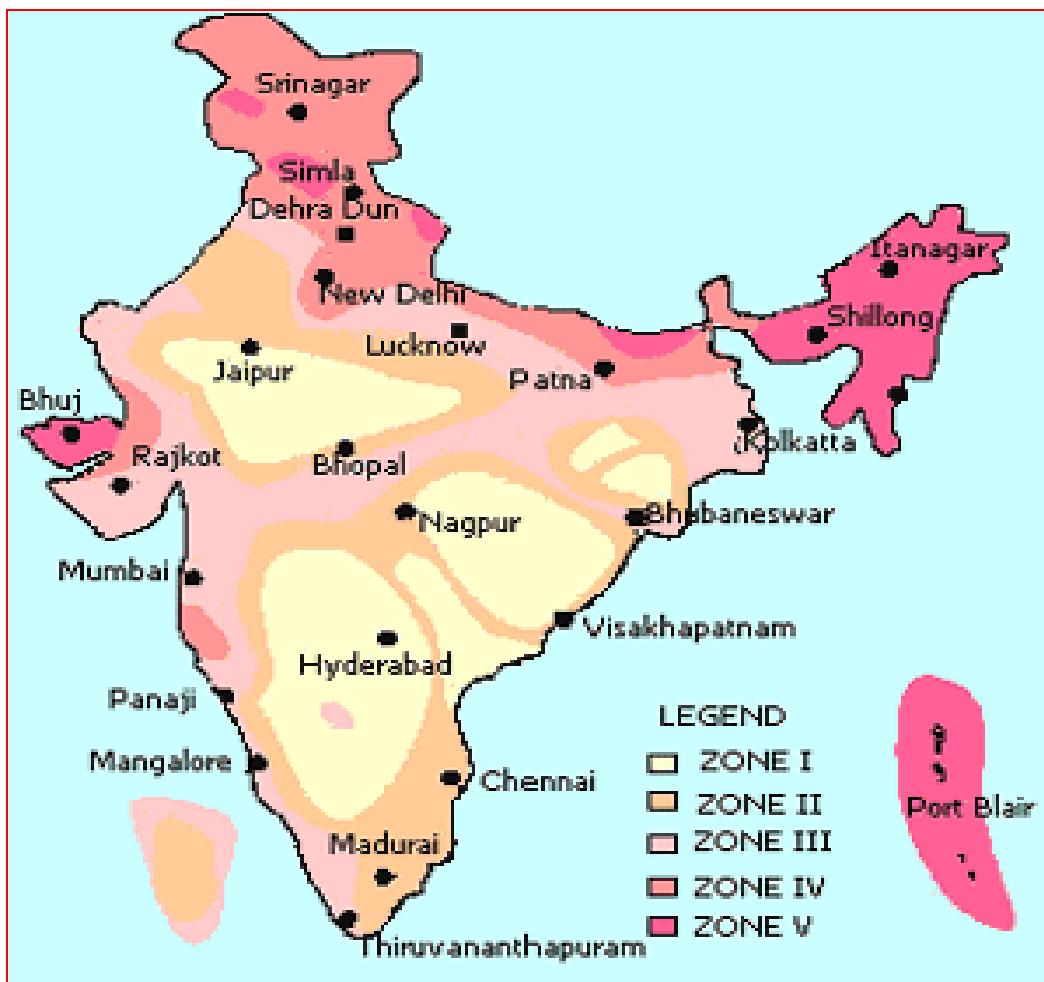 Srinagar
Simla
Dehra Dun
New Delhi
Itanagar
Shillong
Lucknow
Jaipur
Patna
Bhuj
Kolkatta
Rajkot
Bhopal
Nagpur
Bhubaneswar
Mumbai
Visakhapatnam
Hyderabad
Panaji
LEGEND
Mangalore
ZONE I
Chennai
ZONE II
Port Blair
Madurai
ZONE III
ZONE IV
ZONE V
Thiruvananthapuram